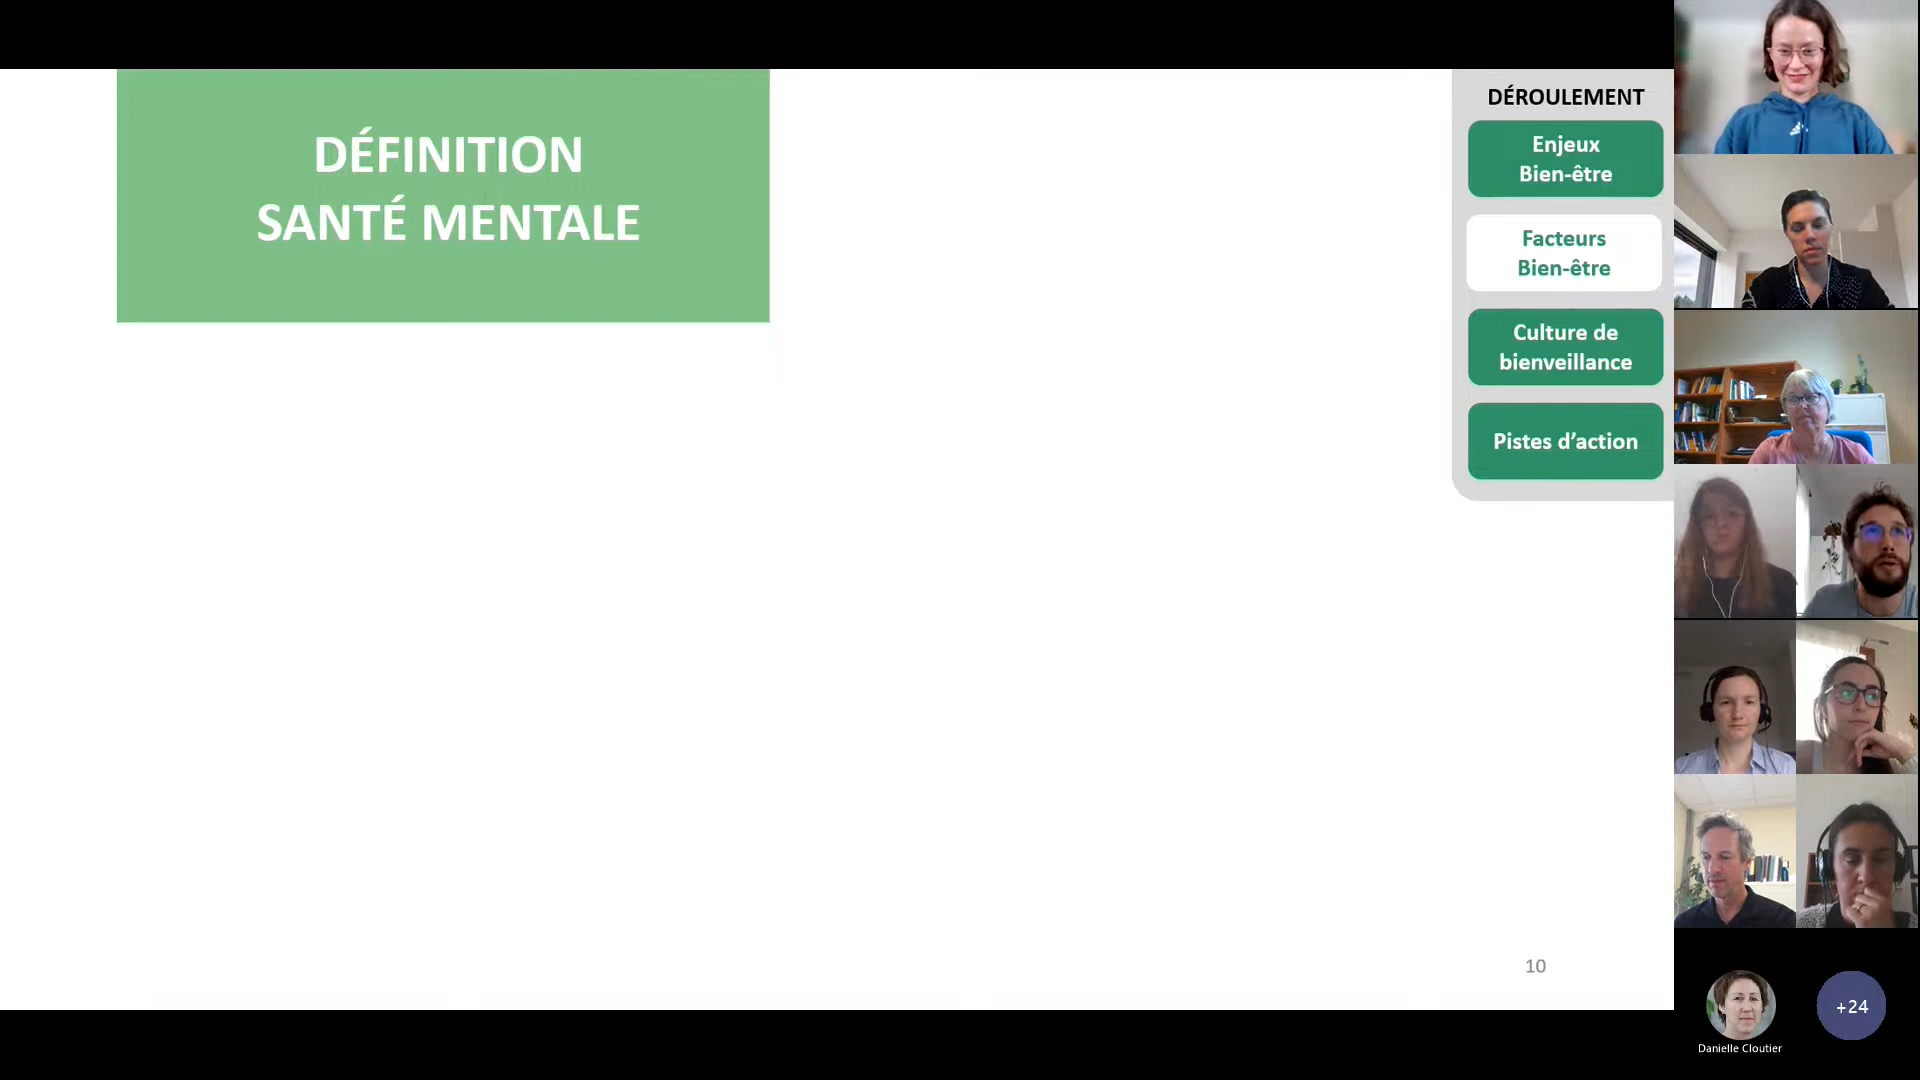 DÉFINITION
SANTÉ MENTALE
DÉROULEMENT
Enjeux
Bien-être
Facteurs
Bien-être
Culture de
bienveillance
Pistes d’action
10
Danielle Cloutier
+24